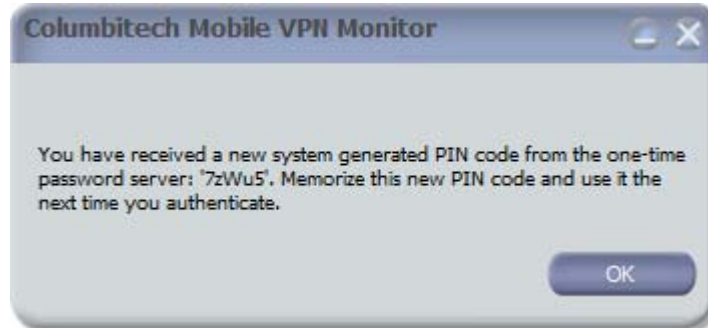 Columbitech Mobile VPN Monitor
You have received a new system generated PIN code from the one-time
password server: '7zWu5'. Memorize this new PIN code and use it the
next time you authenticate.
OK